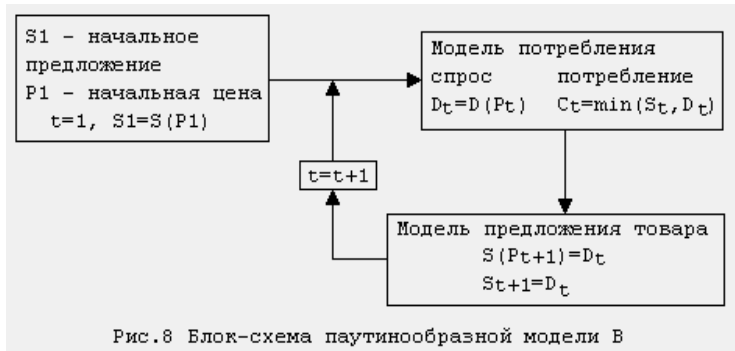 S1 - начальное
предложение
P1 - начальная цена
t=1, S1=S(P1)
Модель потребления
спрос потребление
Dt=D(Pt) Ct=min(St,Dt)
t=t+1
Модель предложения товара
S(Pt+1)=Dt
St+1=Dt
Рис.8 Блок-схема паутинообразной модели B